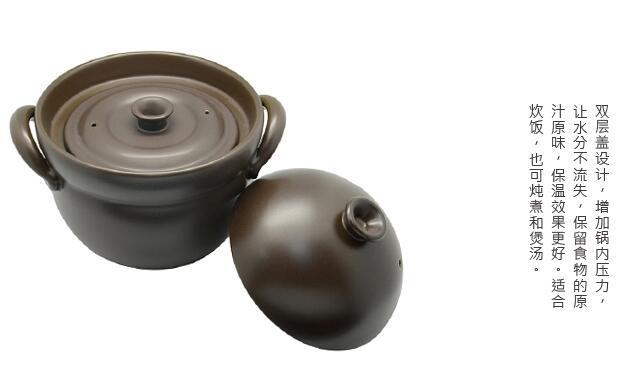 双层盖设计，增加锅内压力，
让水分不流失，保留食物的原
汁原味，保温效果更好。适合
炊饭，也可炖煮和煲汤。